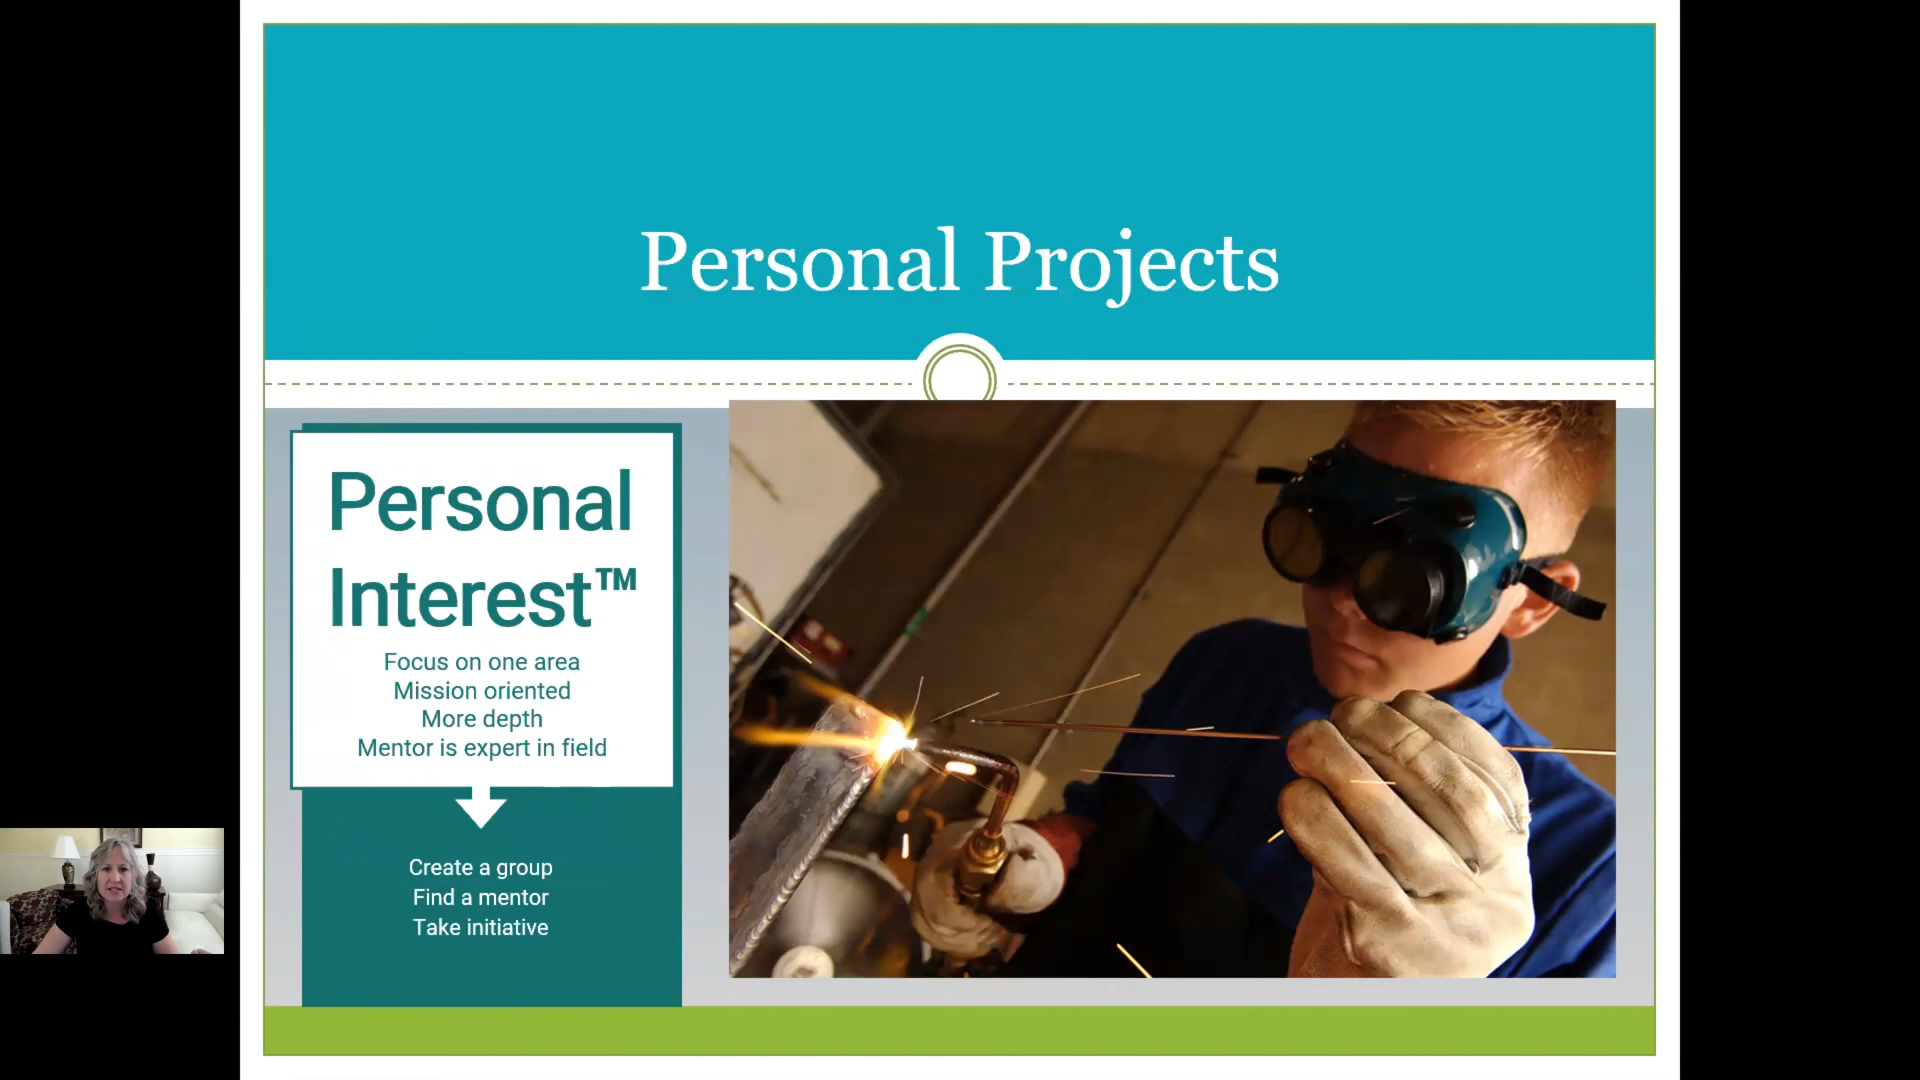 Personal Projects
Personal
Interest™
Focus on one area
Mission oriented
More depth
Mentor is expert in field
Create a group
Find a mentor
Take initiative